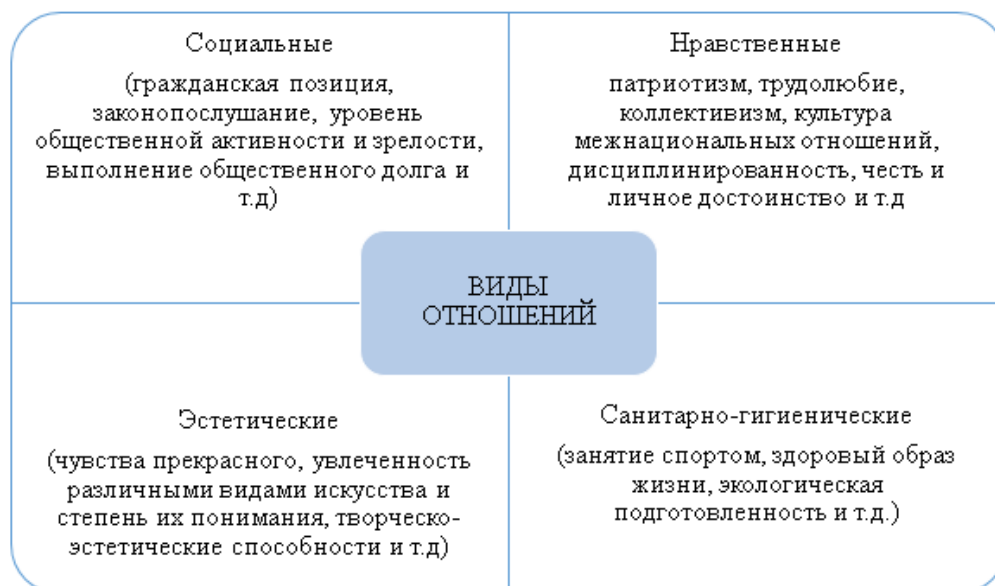 Социальные
(гражданская позиция,
законопослушание, уровень
общественной активности и зрелости,
выполнение общественного долга и
т.д)
Нравственные
патриотизм, трудолюбие,
коллективизм, культура
межнациональных отношений,
дисциплинированность, честь и
личное достоинство и т.д
ВИДЫ
ОТНОШЕНИЙ
Эстетические
(чувства прекрасного, увлеченность
различными видами искусства и
степень их понимания, творческо-
эстетические способности и т.д)
Санитарно-гигиенические
(занятие спортом, здоровый образ
жизни, экологическая
подготовленность и т.д.)